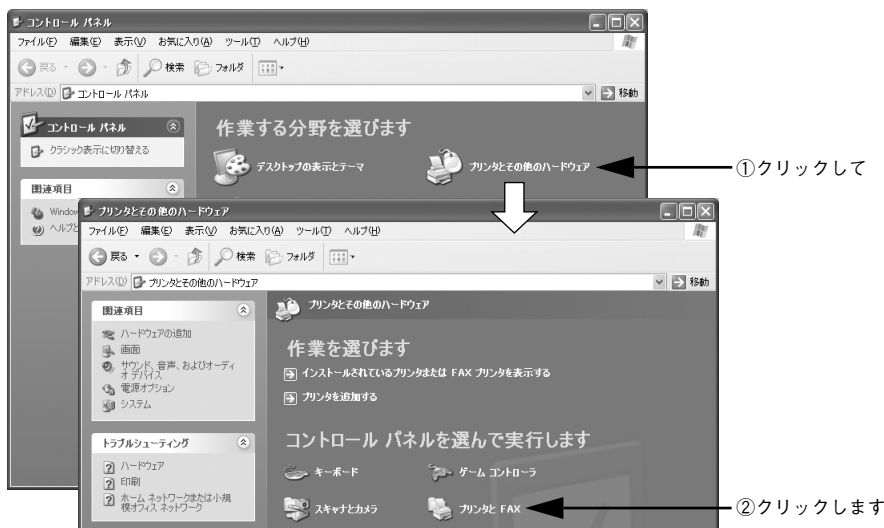 コントロール パネル
ファイル(F) 編集(E) 表示(V) お気に入り(A) ツール(T) ヘルプ(H)
戻る 検索 フォルダ
アドレス(D) コントロール パネル 移動
コントロール パネル
クラシック表示に切り替える
関連項目
Window
ヘルプと
作業する分野を選びます
デスクトップの表示とテーマ
プリンタとその他のハードウェア
①クリックして
プリンタとその他のハードウェア
ファイル(F) 編集(E) 表示(V) お気に入り(A) ツール(T) ヘルプ(H)
戻る 検索 フォルダ
アドレス(D) プリンタとその他のハードウェア 移動
関連項目
ハードウェアの追加
画面
サウンド、音声、およびオーディ
オ デバイス
電源オプション
システム
トラブルシューティング
ハードウェア
印刷
ホーム ネットワークまたは小規
模オフィス ネットワーク
プリンタとその他のハードウェア
作業を選びます
インストールされているプリンタまたは FAX プリンタを表示する
プリンタを追加する
コントロール パネルを選んで実行します
キーボード
ゲーム コントローラ
スキャナとカメラ
プリンタと FAX
②クリックします